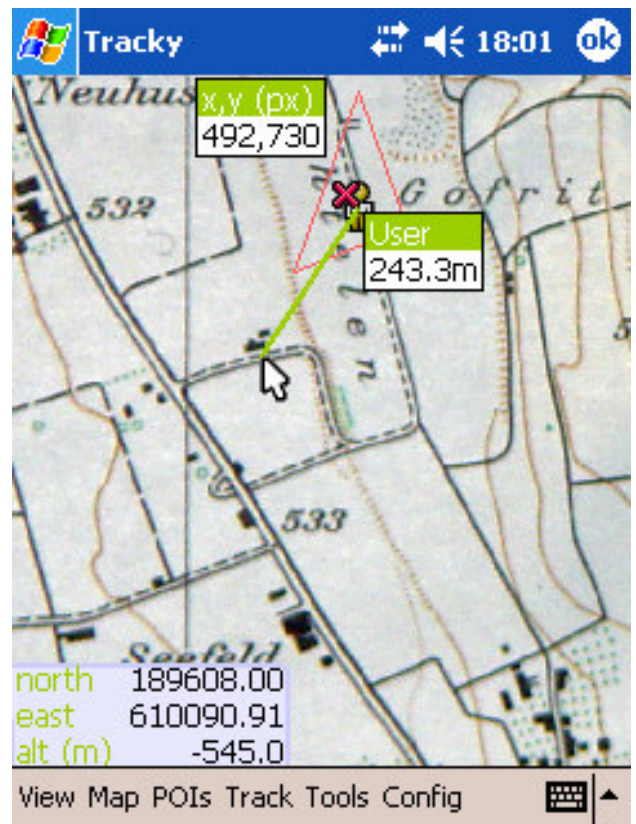 Tracky 18:01 ok
Neuhus
x,y (px)
492,730
532
Gofrit
User
243.3m
533
Seefeld
north 189608.00
east 610090.91
alt (m) -545.0
View Map POIs Track Tools Config